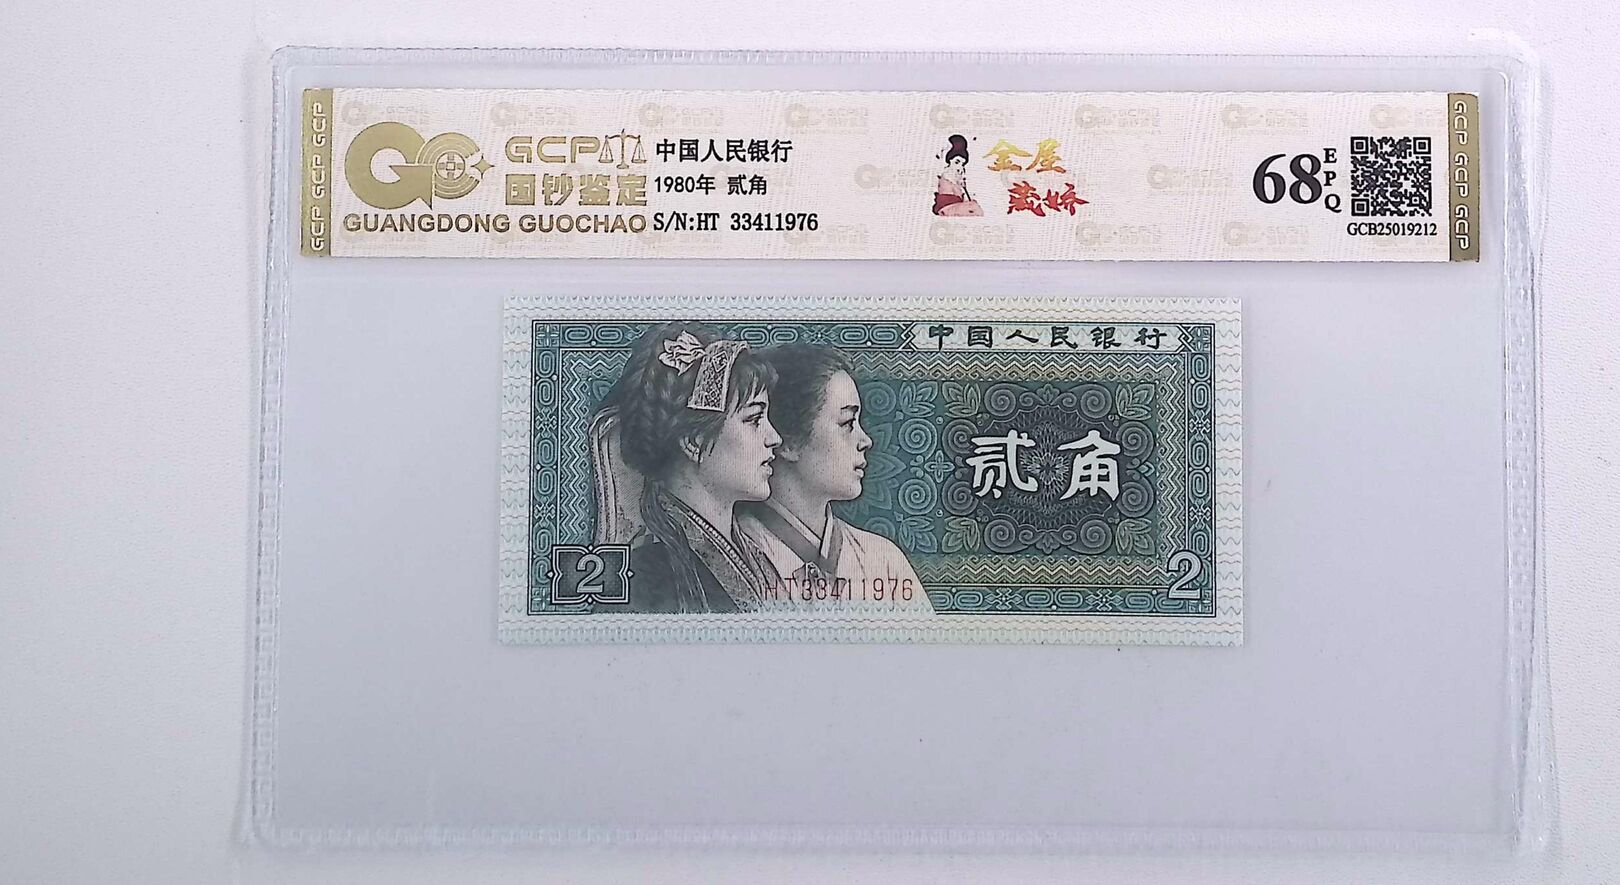 GCP GCP GCP
GCP
国钞鉴定
GUANGDONG GUOCHAO
中国人民银行
1980年 贰角
S/N:HT 33411976
金屋
藏娇
68
EPQ
GCB25019212
GCP GCP GCP
中国人民银行
贰角
2
2
HT33411976